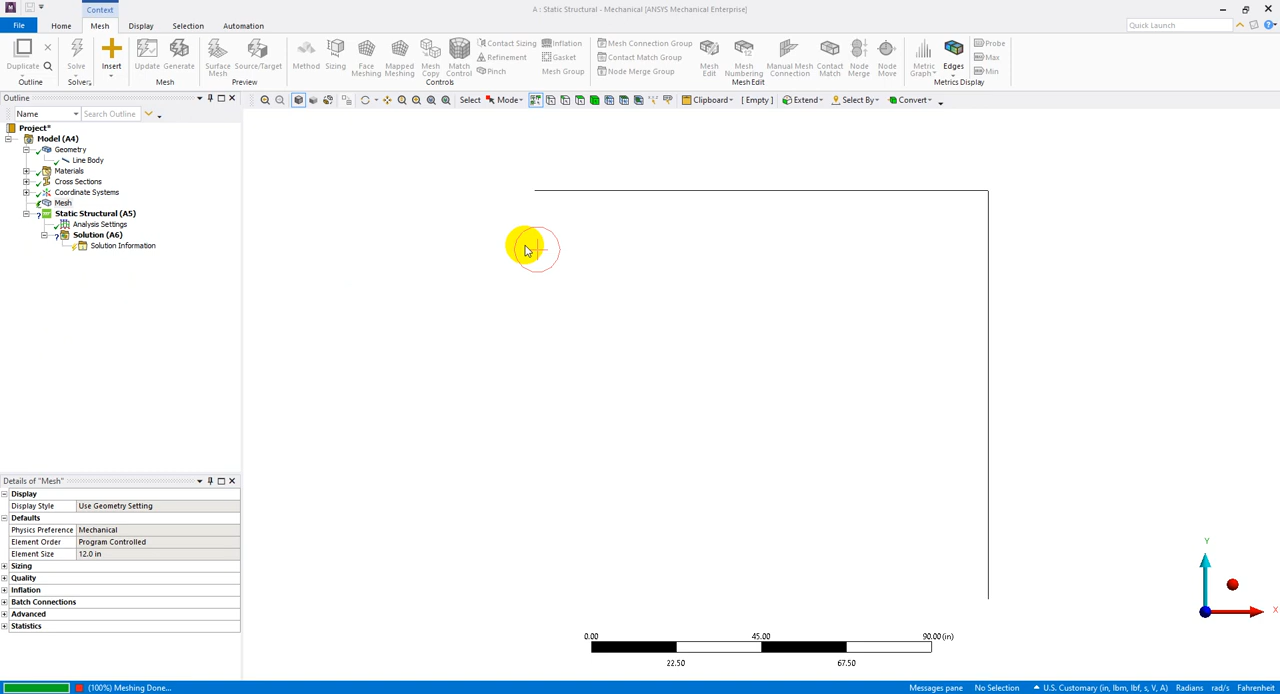 Context
A : Static Structural - Mechanical [ANSYS Mechanical Enterprise]
File Home Mesh Display Selection Automation Quick Launch
Duplicate Solve Insert Update Generate Surface Mesh Source/Target Method Sizing Face Meshing Mapped Meshing Mesh Copy Match Control Contact Sizing Inflation Mesh Connection Group Mesh Edit Mesh Numbering Manual Mesh Connection Contact Match Node Merge Node Move Metric Graph Edges Probe
Refinement Gasket Contact Match Group Max
Pinch Mesh Group Node Merge Group Min
Outline Solver Mesh Preview Controls Mesh Edit Metrics Display
Outline
Select Mode Clipboard [ Empty ] Extend Select By Convert
Name Search Outline
Project*
Model (A4)
Geometry
Line Body
Materials
Cross Sections
Coordinate Systems
Mesh
Static Structural (A5)
Analysis Settings
Solution (A6)
Solution Information
Details of "Mesh"
Display
Display Style Use Geometry Setting
Defaults
Physics Preference Mechanical
Element Order Program Controlled
Element Size 12.0 in
Sizing
Quality
Inflation
Batch Connections
Advanced
Statistics
0.00 45.00 90.00 (in)
22.50 67.50
Y
X
(100%) Meshing Done... Messages pane No Selection U.S. Customary (in, lbm, lbf, s, V, A) Radians rad/s Fahrenheit